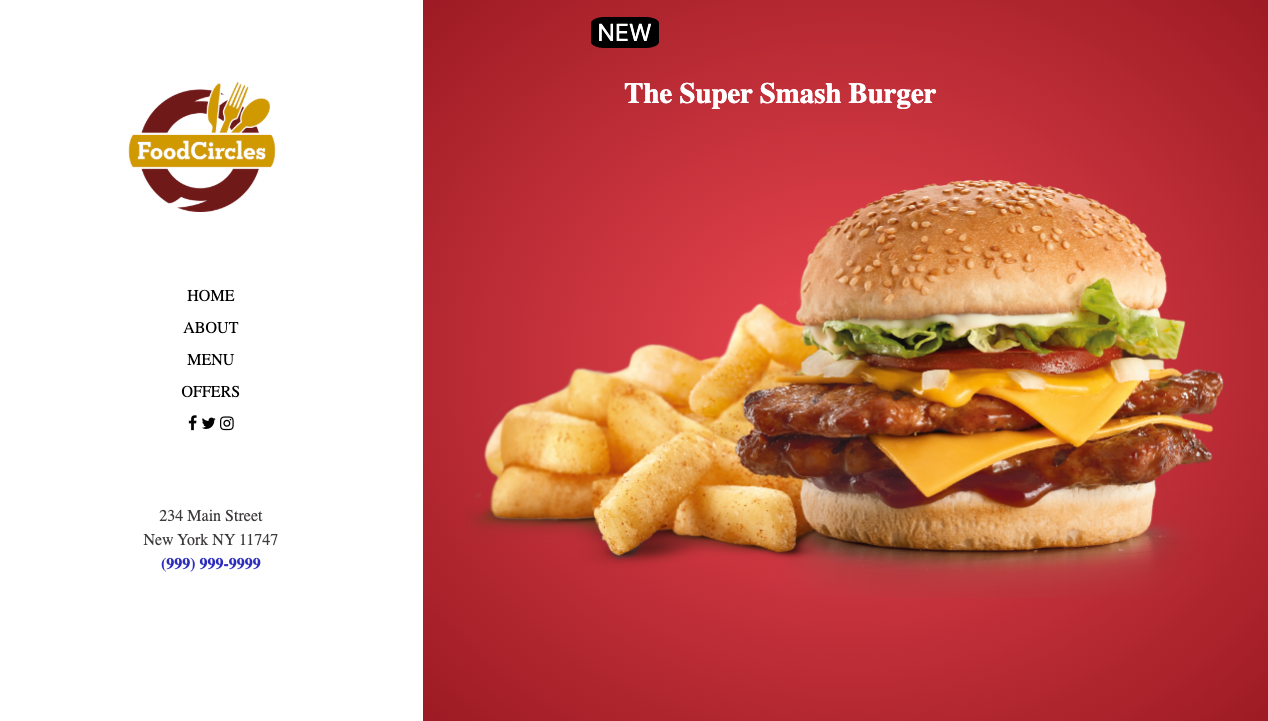 FoodCircles
HOME
ABOUT
MENU
OFFERS
234 Main Street
New York NY 11747
(999) 999-9999
NEW
The Super Smash Burger